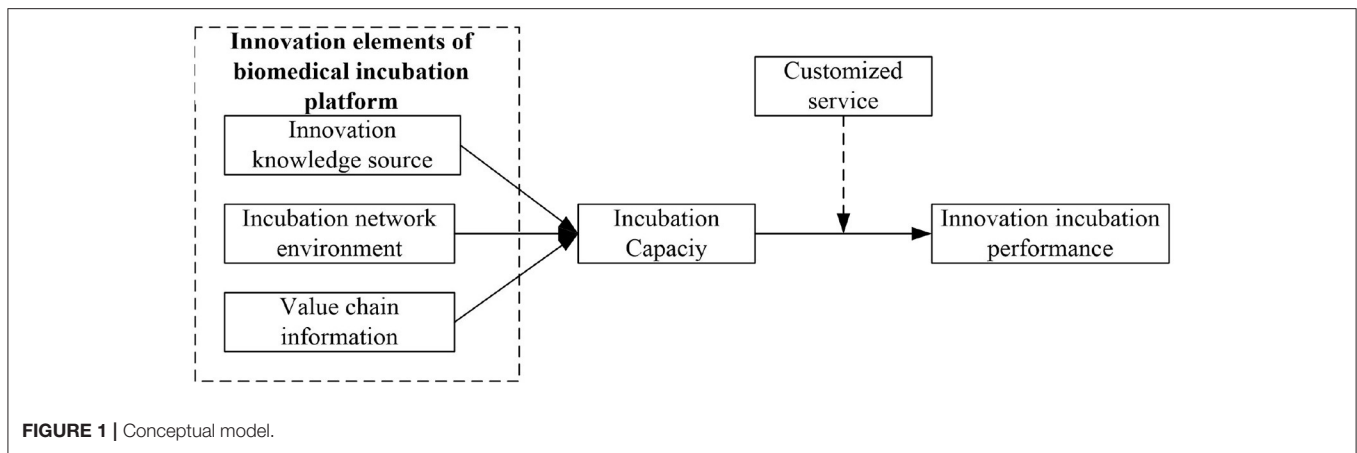 Innovation elements of
biomedical incubation
platform
Innovation
knowledge source
Incubation network
environment
Value chain
information
Incubation
Capaciy
Customized
service
Innovation incubation
performance
FIGURE 1 | Conceptual model.